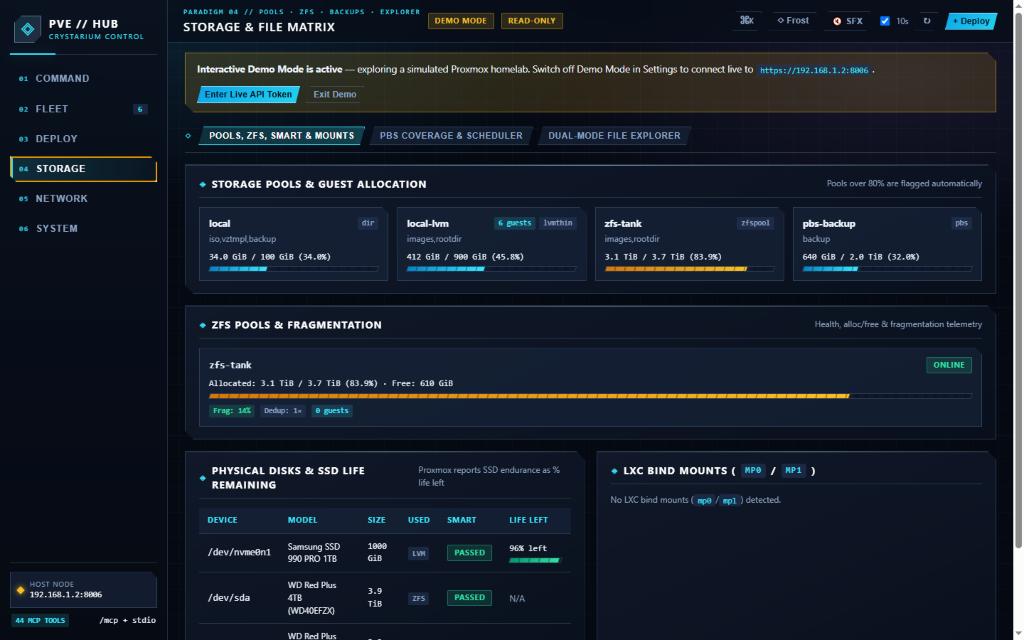 PVE // HUB
CRYSTARIUM CONTROL
01 COMMAND
02 FLEET 6
03 DEPLOY
04 STORAGE
05 NETWORK
06 SYSTEM
HOST NODE
192.168.1.2:8006
44 MCP TOOLS /mcp + stdio
PARADIGM 04 // POOLS · ZFS · BACKUPS · EXPLORER
STORAGE & FILE MATRIX
DEMO MODE READ-ONLY
⌘K ◇ Frost SFX 10s ↻ + Deploy
Interactive Demo Mode is active — exploring a simulated Proxmox homelab. Switch off Demo Mode in Settings to connect live to https://192.168.1.2:8006 .
Enter Live API Token Exit Demo
POOLS, ZFS, SMART & MOUNTS PBS COVERAGE & SCHEDULER DUAL-MODE FILE EXPLORER
STORAGE POOLS & GUEST ALLOCATION Pools over 80% are flagged automatically
local dir
iso,vztmpl,backup
34.0 GiB / 100 GiB (34.0%)
local-lvm 6 guests lvmthin
images,rootdir
412 GiB / 900 GiB (45.8%)
zfs-tank zfspool
images,rootdir
3.1 TiB / 3.7 TiB (83.9%)
pbs-backup pbs
backup
640 GiB / 2.0 TiB (32.0%)
ZFS POOLS & FRAGMENTATION Health, alloc/free & fragmentation telemetry
zfs-tank ONLINE
Allocated: 3.1 TiB / 3.7 TiB (83.9%) · Free: 610 GiB
Frag: 14% Dedup: 1× 0 guests
PHYSICAL DISKS & SSD LIFE
REMAINING
Proxmox reports SSD endurance as %
life left
DEVICE MODEL SIZE USED SMART LIFE LEFT
/dev/nvme0n1 Samsung SSD
990 PRO 1TB 1000
GiB LVM PASSED 96% left
/dev/sda WD Red Plus
4TB
(WD40EFZX) 3.9
TiB ZFS PASSED N/A
WD Red Plus
LXC BIND MOUNTS ( MP0 / MP1 )
No LXC bind mounts ( mp0 / mp1 ) detected.